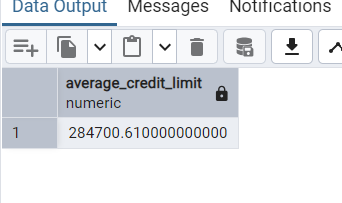 Data Output Messages Notifications
average_credit_limit
numeric
1 284700.610000000000